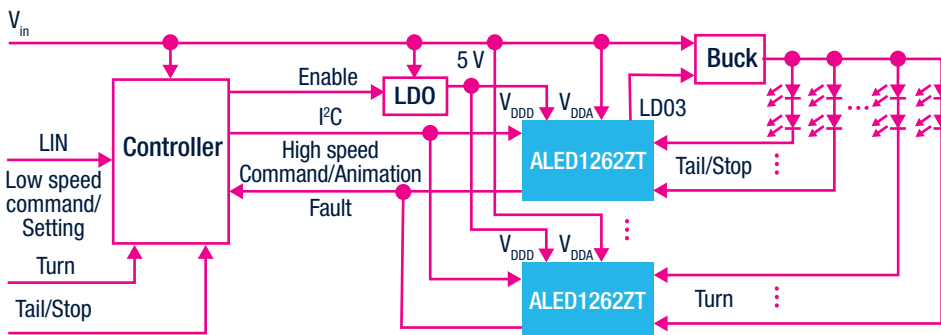 Vin
5 V
Buck
Enable
LDO
LD03
VDDD
VDDA
I²C
LIN
Controller
High speed
Command/Animation
ALED1262ZT
Tail/Stop
Low speed
command/
Setting
Fault
VDDD
VDDA
Turn
ALED1262ZT
Turn
Tail/Stop